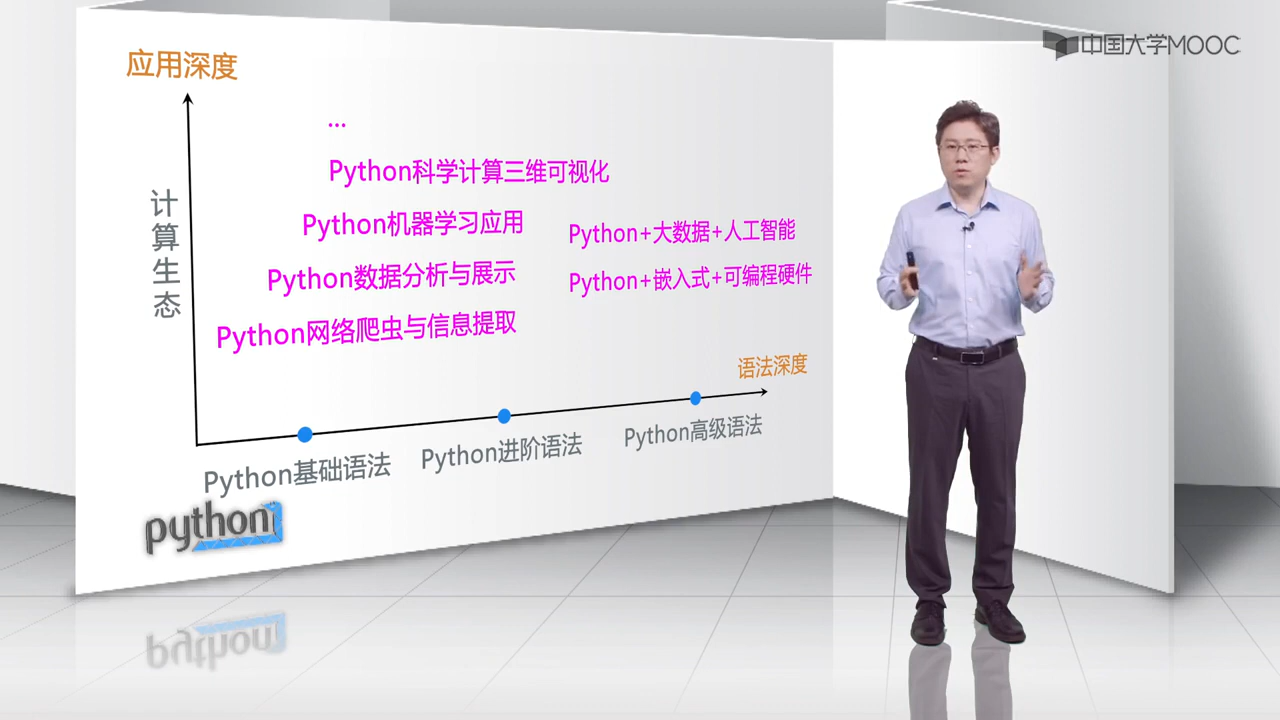 中国大学MOOC
应用深度
...
Python科学计算三维可视化
Python机器学习应用
Python+大数据+人工智能
Python数据分析与展示
Python+嵌入式+可编程硬件
Python网络爬虫与信息提取
计算生态
语法深度
Python基础语法
Python进阶语法
Python高级语法
python